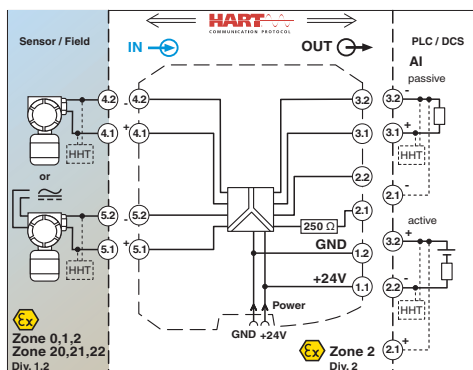 HART
COMMUNICATION PROTOCOL
Sensor / Field
IN
OUT
PLC / DCS
AI
passive
4.2
-
4.2
3.2
3.2
-
4.1
+
4.1
3.1
3.1
+
HHT
HHT
or
2.2
2.1
-
2.1
active
5.2
-
5.2
250 Ω
3.2
+
GND
1.2
5.1
+
5.1
HHT
+24V
1.1
2.2
-
HHT
Power
GND +24V
Ex
Zone 0,1,2
Zone 20,21,22
Div. 1,2
Ex
Zone 2
Div. 2
2.1
+